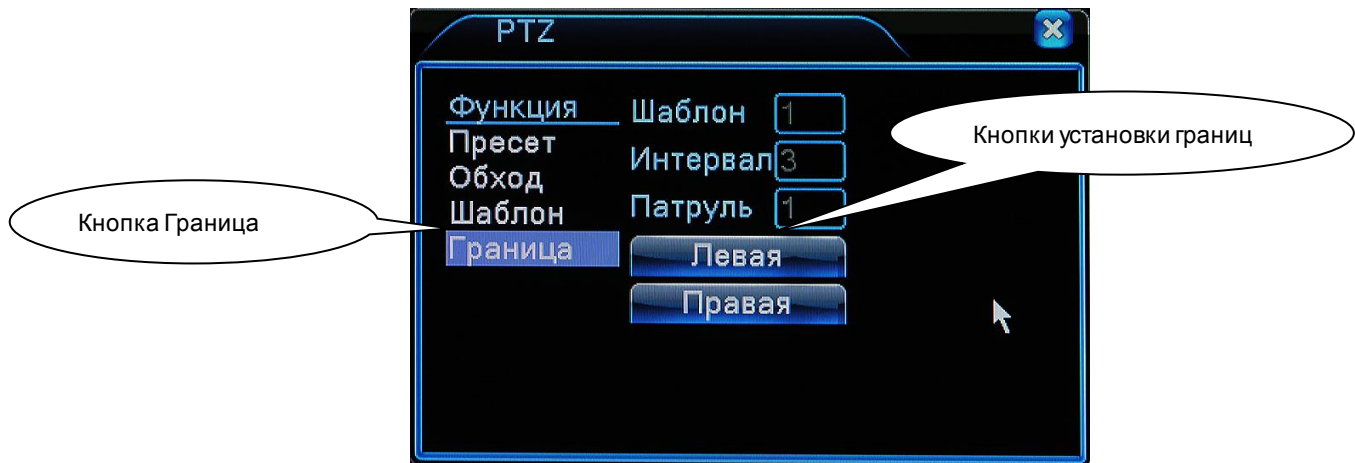 PTZ
Функция
Пресет
Обход
Шаблон
Граница
Шаблон 1
Интервал 3
Патруль 1
Левая
Правая
Кнопка Граница
Кнопки установки границ